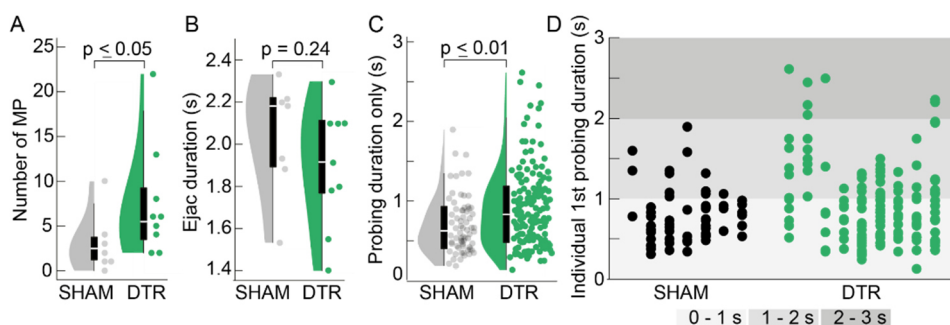 A
Number of MP
25
20
15
10
5
0
p ≤ 0.05
SHAM DTR
B
Ejac duration (s)
2.2
2.0
1.8
1.6
1.4
p = 0.24
SHAM DTR
C
Probing duration only (s)
3
2
1
0
p ≤ 0.01
SHAM DTR
D
Individual 1st probing duration (s)
3
2
1
0
SHAM DTR
0 - 1 s 1 - 2 s 2 - 3 s